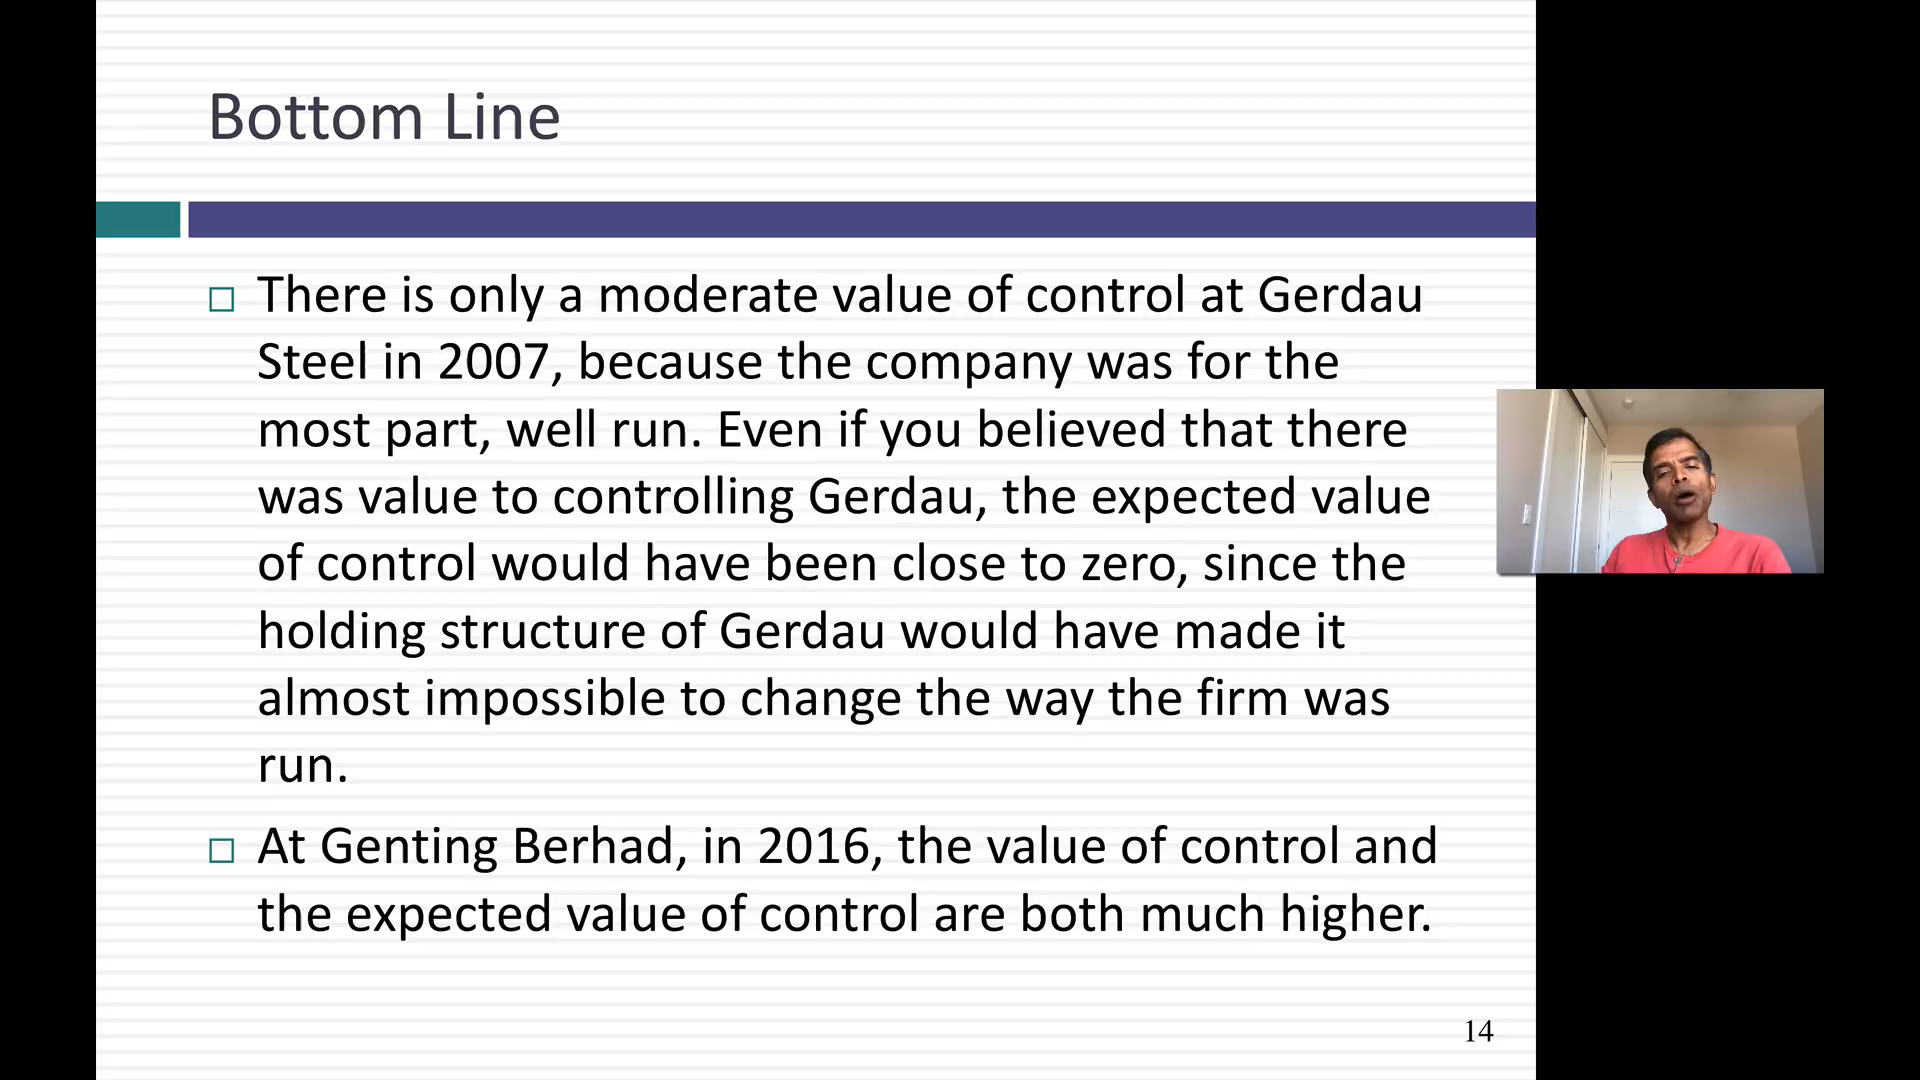 Bottom Line
There is only a moderate value of control at Gerdau
Steel in 2007, because the company was for the
most part, well run. Even if you believed that there
was value to controlling Gerdau, the expected value
of control would have been close to zero, since the
holding structure of Gerdau would have made it
almost impossible to change the way the firm was
run.
At Genting Berhad, in 2016, the value of control and
the expected value of control are both much higher.
14